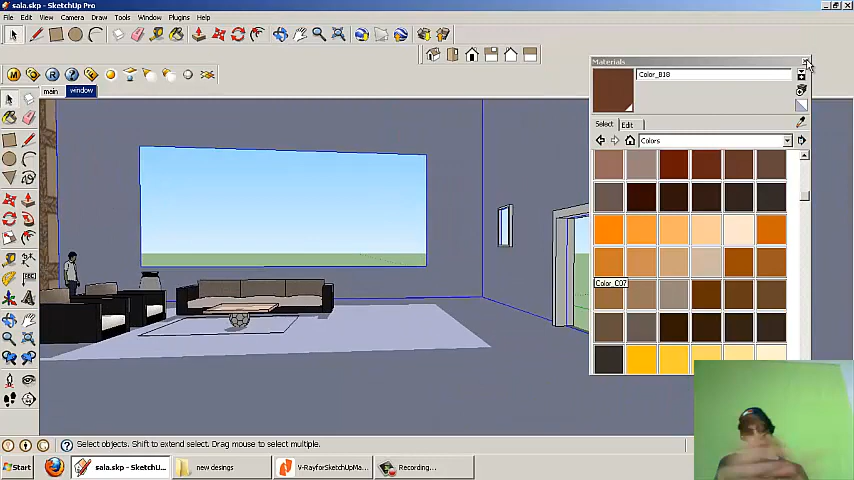 sala.skp - SketchUp Pro
File Edit View Camera Draw Tools Window Plugins Help
main window
Materials
Color_B18
Select Edit
Colors
Color_C07
Select objects. Shift to extend select. Drag mouse to select multiple.
Start sala.skp - SketchU... new desings V-RayforSketchUpMa... Recording...